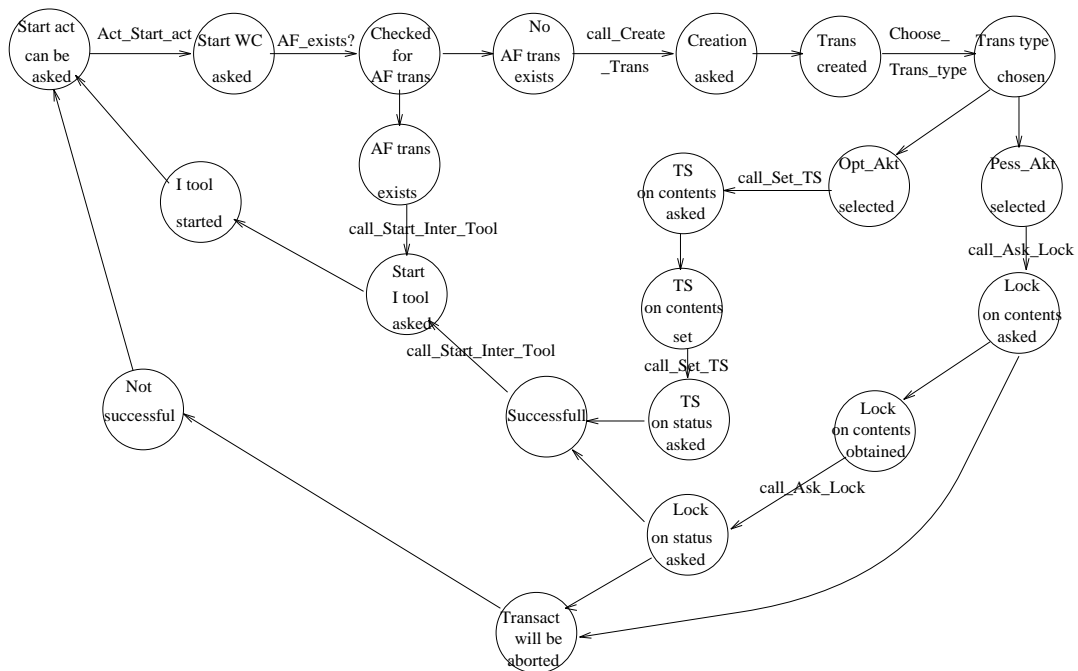 Start act
can be
asked
Act_Start_act
Start WC
asked
AF_exists?
Checked
for
AF trans
No
AF trans
exists
call_Create
_Trans
Creation
asked
Trans
created
Choose_
Trans_type
Trans type
chosen
AF trans
exists
I tool
started
call_Start_Inter_Tool
TS
on contents
asked
call_Set_TS
Opt_Akt
selected
Pess_Akt
selected
call_Ask_Lock
Start
I tool
asked
TS
on contents
set
Lock
on contents
asked
call_Start_Inter_Tool
call_Set_TS
Not
successful
Successfull
TS
on status
asked
Lock
on contents
obtained
call_Ask_Lock
Lock
on status
asked
Transact
will be
aborted